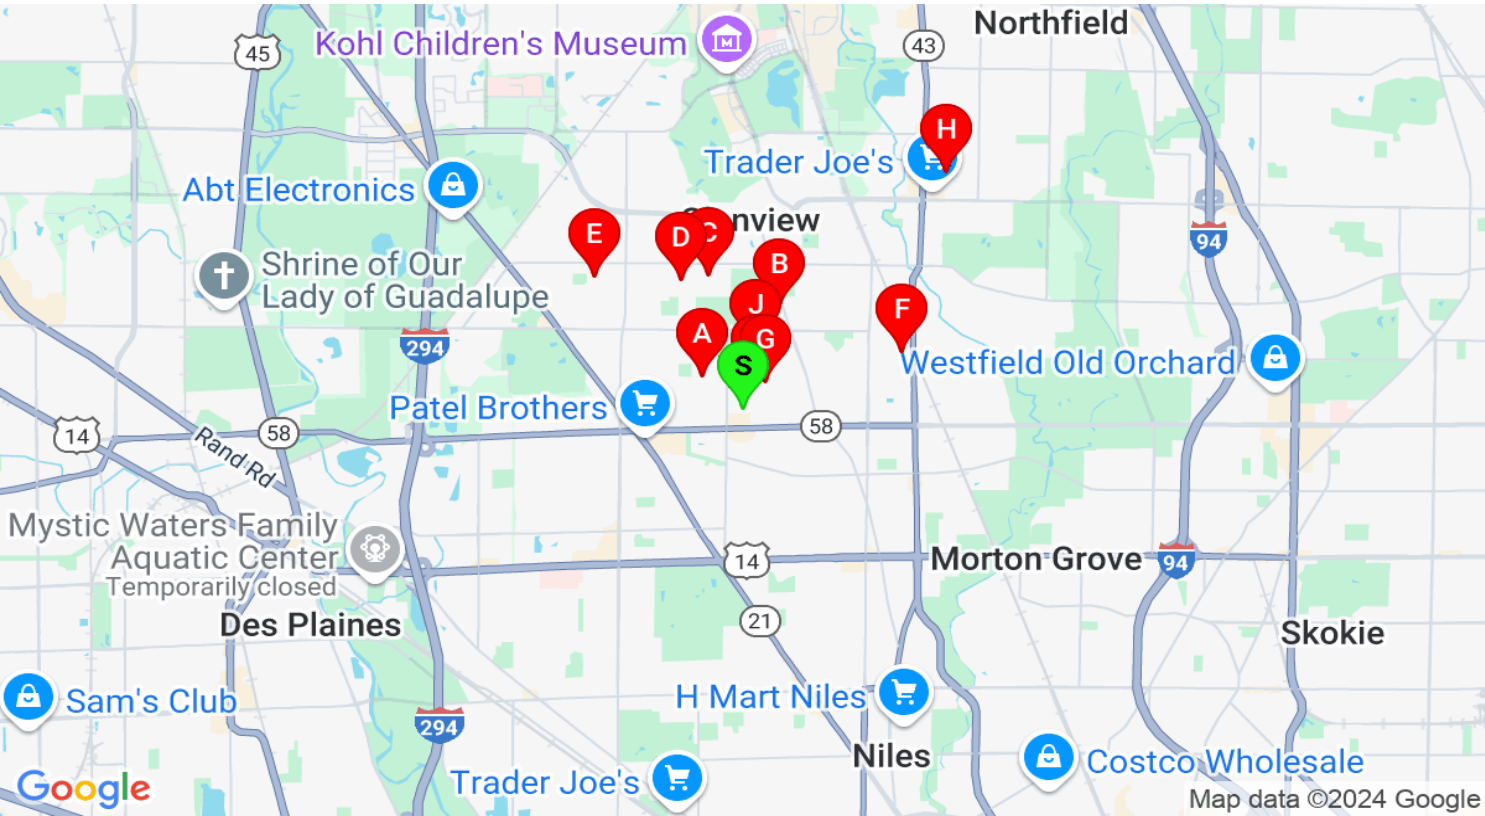 Northfield
Kohl Children's Museum
M
43
45
H
Trader Joe's
Abt Electronics
nview
E
D
C
B
94
Shrine of Our
Lady of Guadalupe
J
F
A
G
294
S
Westfield Old Orchard
Patel Brothers
14
58
58
Rand Rd
Mystic Waters Family
Aquatic Center
Temporarily closed
14
Morton Grove
94
Des Plaines
21
Skokie
Sam's Club
H Mart Niles
294
Niles
Trader Joe's
Costco Wholesale
Google
Map data ©2024 Google